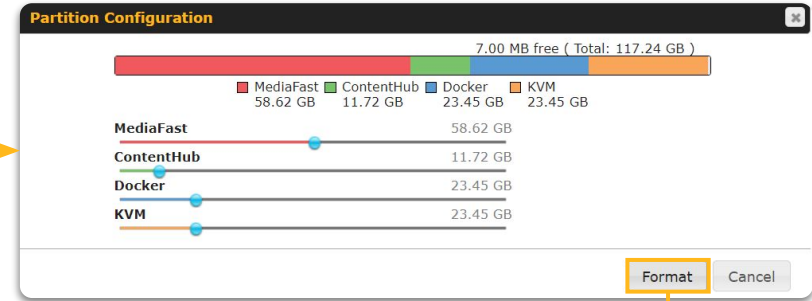 Partition Configuration
7.00 MB free ( Total: 117.24 GB )
MediaFast ContentHub Docker KVM
58.62 GB 11.72 GB 23.45 GB 23.45 GB
MediaFast 58.62 GB
ContentHub 11.72 GB
Docker 23.45 GB
KVM 23.45 GB
Format Cancel